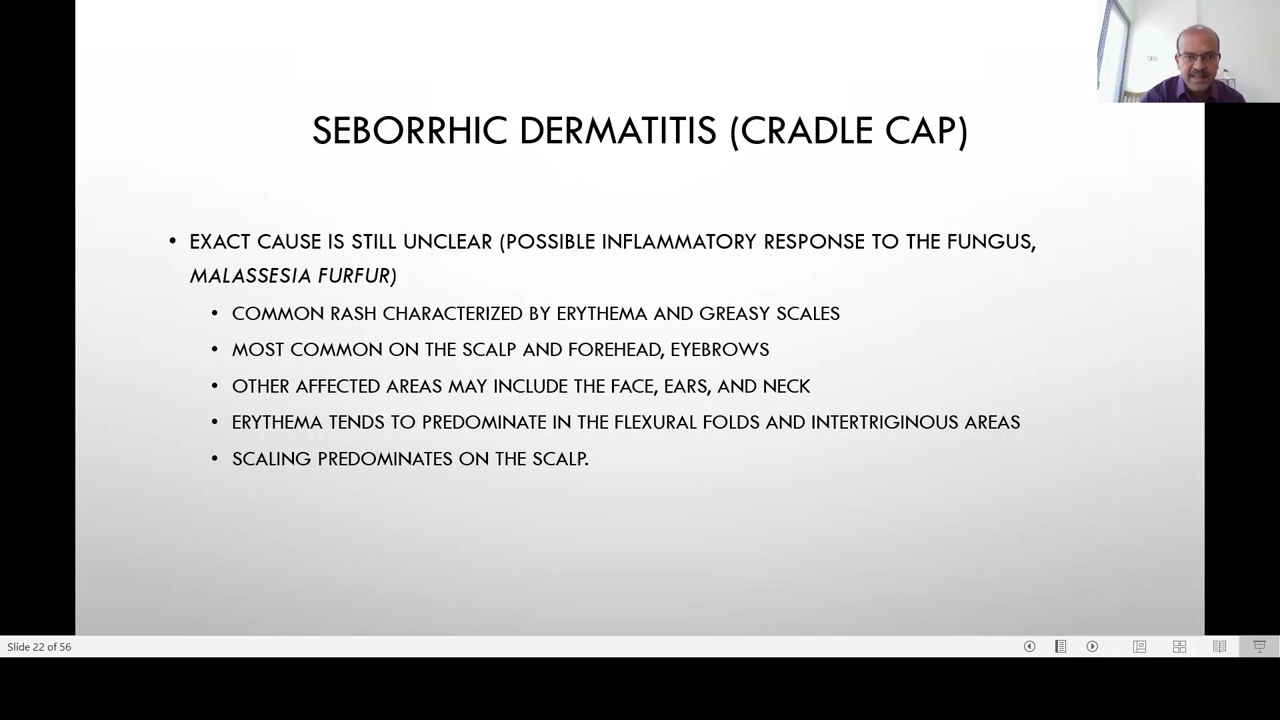 SEBORRHIC DERMATITIS (CRADLE CAP)
• EXACT CAUSE IS STILL UNCLEAR (POSSIBLE INFLAMMATORY RESPONSE TO THE FUNGUS,
MALASSESIA FURFUR)
• COMMON RASH CHARACTERIZED BY ERYTHEMA AND GREASY SCALES
• MOST COMMON ON THE SCALP AND FOREHEAD, EYEBROWS
• OTHER AFFECTED AREAS MAY INCLUDE THE FACE, EARS, AND NECK
• ERYTHEMA TENDS TO PREDOMINATE IN THE FLEXURAL FOLDS AND INTERTRIGINOUS AREAS
• SCALING PREDOMINATES ON THE SCALP.
Slide 22 of 56